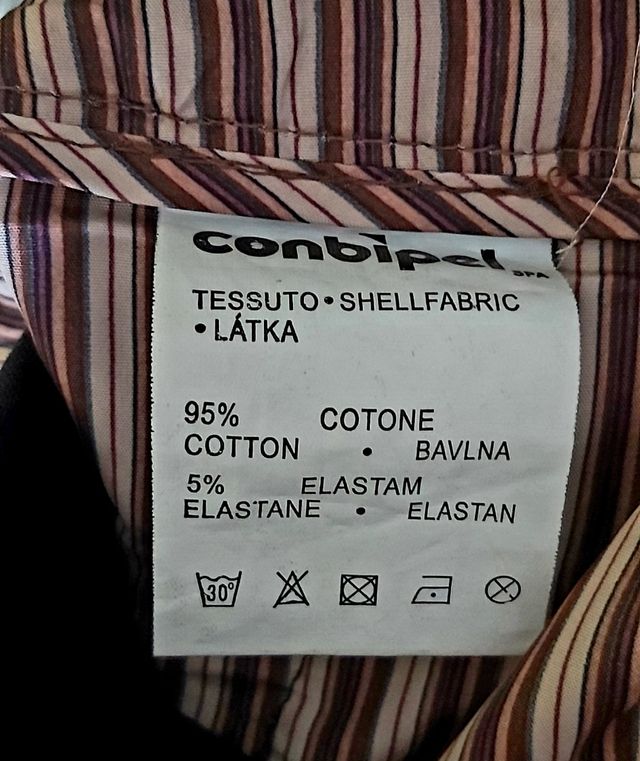 conbipel SPA
TESSUTO • SHELLFABRIC
• LÁTKA
95% COTONE
COTTON • BAVLNA
5% ELASTAM
ELASTANE • ELASTAN
30°